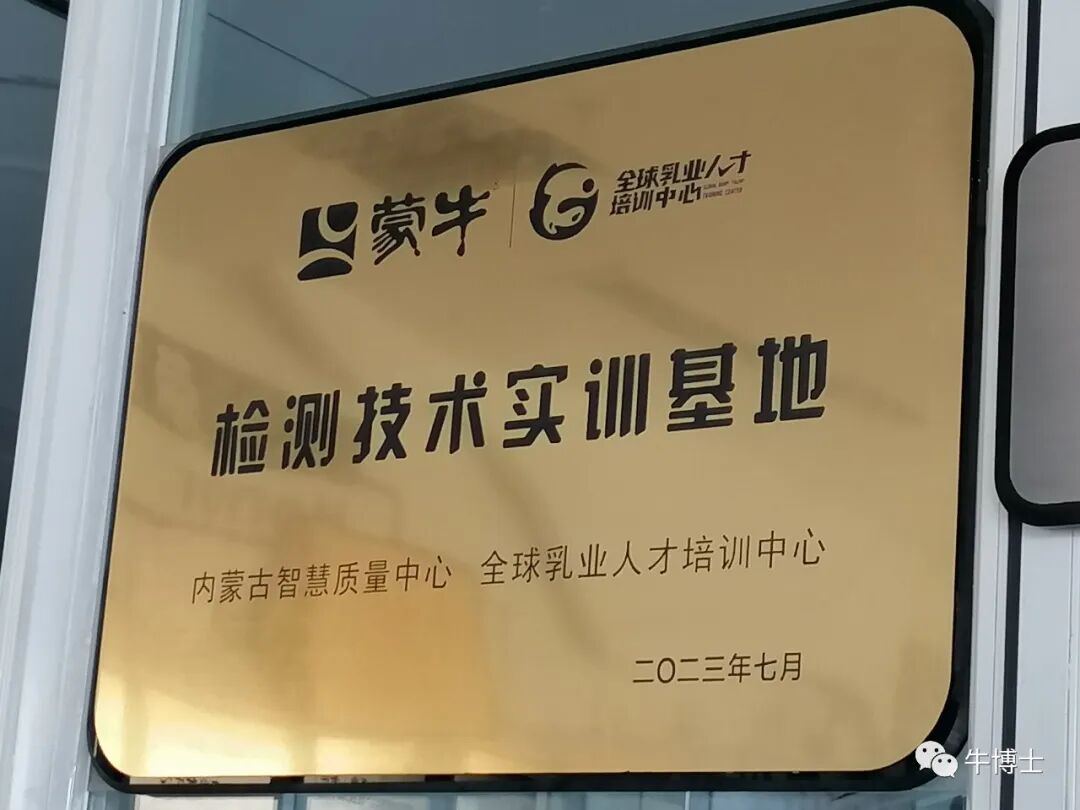 蒙牛
全球乳业人才
培训中心
检测技术实训基地
内蒙古智慧质量中心 全球乳业人才培训中心
二〇二三年七月
牛博士